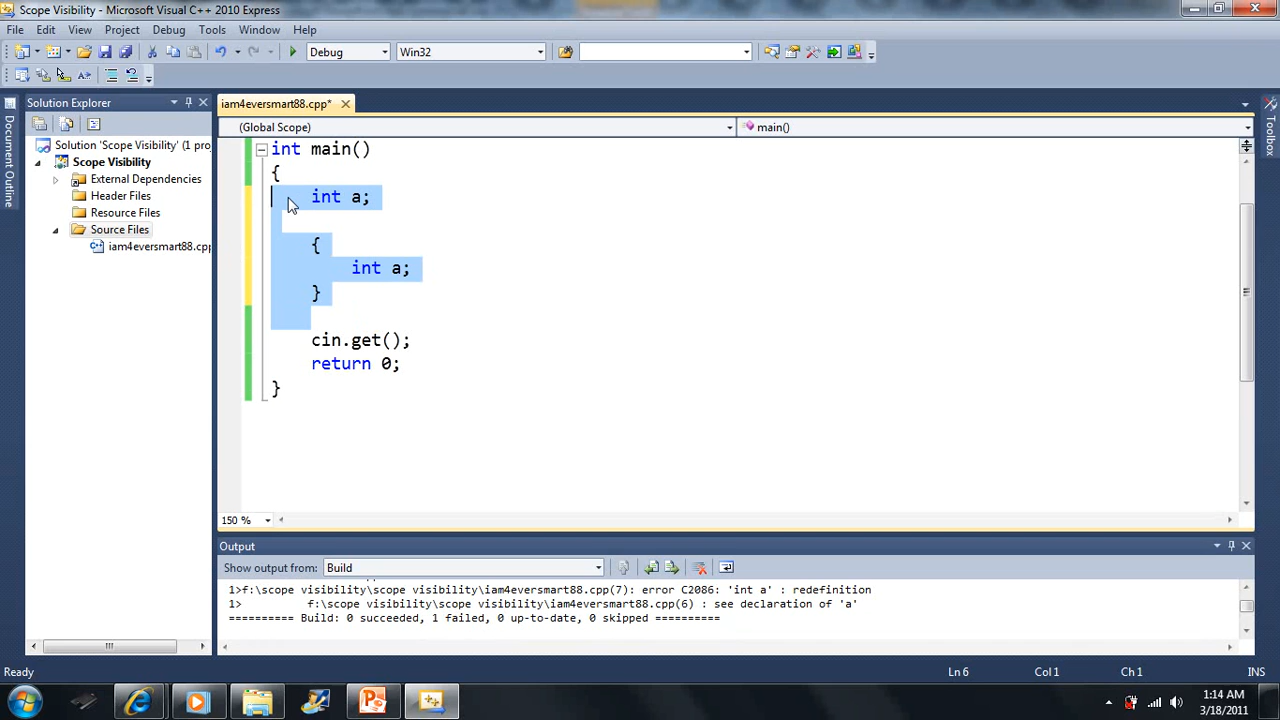 Scope Visibility - Microsoft Visual C++ 2010 Express
File Edit View Project Debug Tools Window Help
Debug Win32
Solution Explorer
iam4eversmart88.cpp*
(Global Scope) main()
Document Outline
Toolbox
Solution 'Scope Visibility' (1 proj
Scope Visibility
External Dependencies
Header Files
Resource Files
Source Files
iam4eversmart88.cpp
int main()
{
int a;
{
int a;
}
cin.get();
return 0;
}
150 %
Output
Show output from: Build
1>f:\scope visibility\scope visibility\iam4eversmart88.cpp(7): error C2086: 'int a' : redefinition
1> f:\scope visibility\scope visibility\iam4eversmart88.cpp(6) : see declaration of 'a'
========== Build: 0 succeeded, 1 failed, 0 up-to-date, 0 skipped ==========
Ready Ln 6 Col 1 Ch 1 INS
1:14 AM
3/18/2011